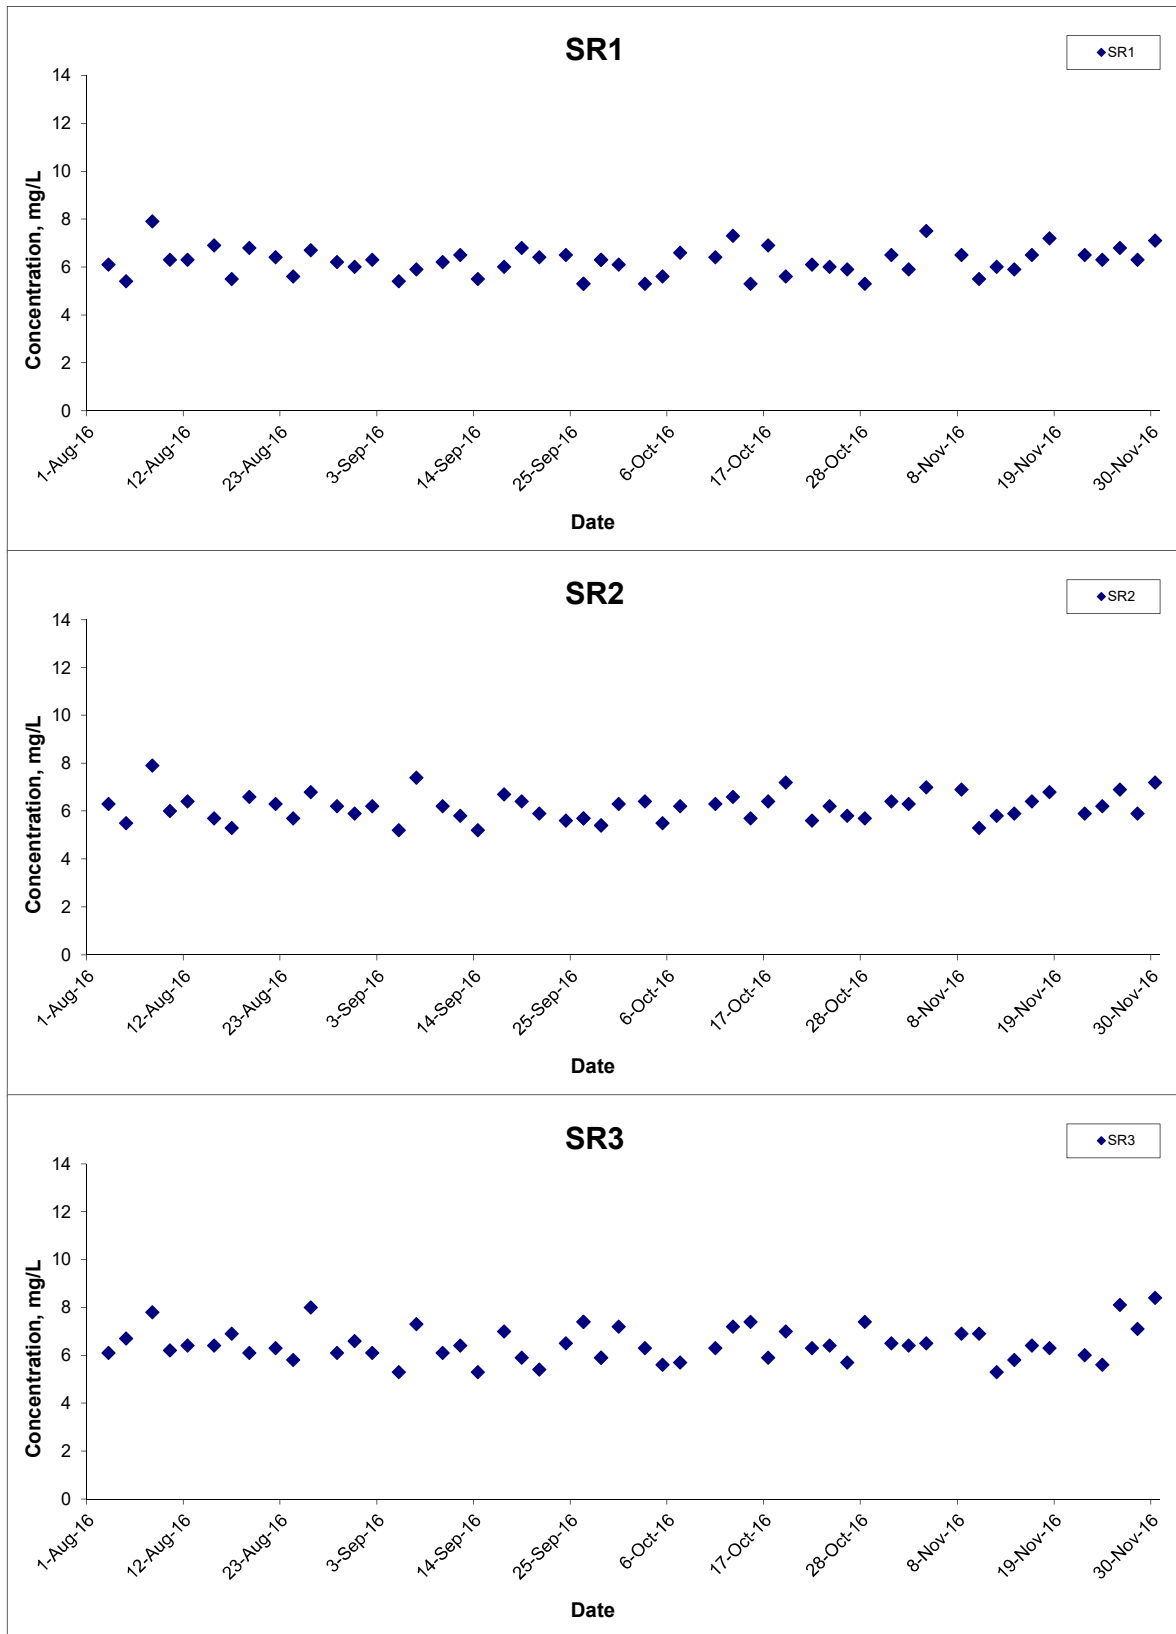 SR1
SR1
14
12
10
8
6
4
2
0
Concentration, mg/L
1-Aug-16
12-Aug-16
23-Aug-16
3-Sep-16
14-Sep-16
25-Sep-16
6-Oct-16
17-Oct-16
28-Oct-16
8-Nov-16
19-Nov-16
30-Nov-16
Date
SR2
SR2
14
12
10
8
6
4
2
0
Concentration, mg/L
1-Aug-16
12-Aug-16
23-Aug-16
3-Sep-16
14-Sep-16
25-Sep-16
6-Oct-16
17-Oct-16
28-Oct-16
8-Nov-16
19-Nov-16
30-Nov-16
Date
SR3
SR3
14
12
10
8
6
4
2
0
Concentration, mg/L
1-Aug-16
12-Aug-16
23-Aug-16
3-Sep-16
14-Sep-16
25-Sep-16
6-Oct-16
17-Oct-16
28-Oct-16
8-Nov-16
19-Nov-16
30-Nov-16
Date